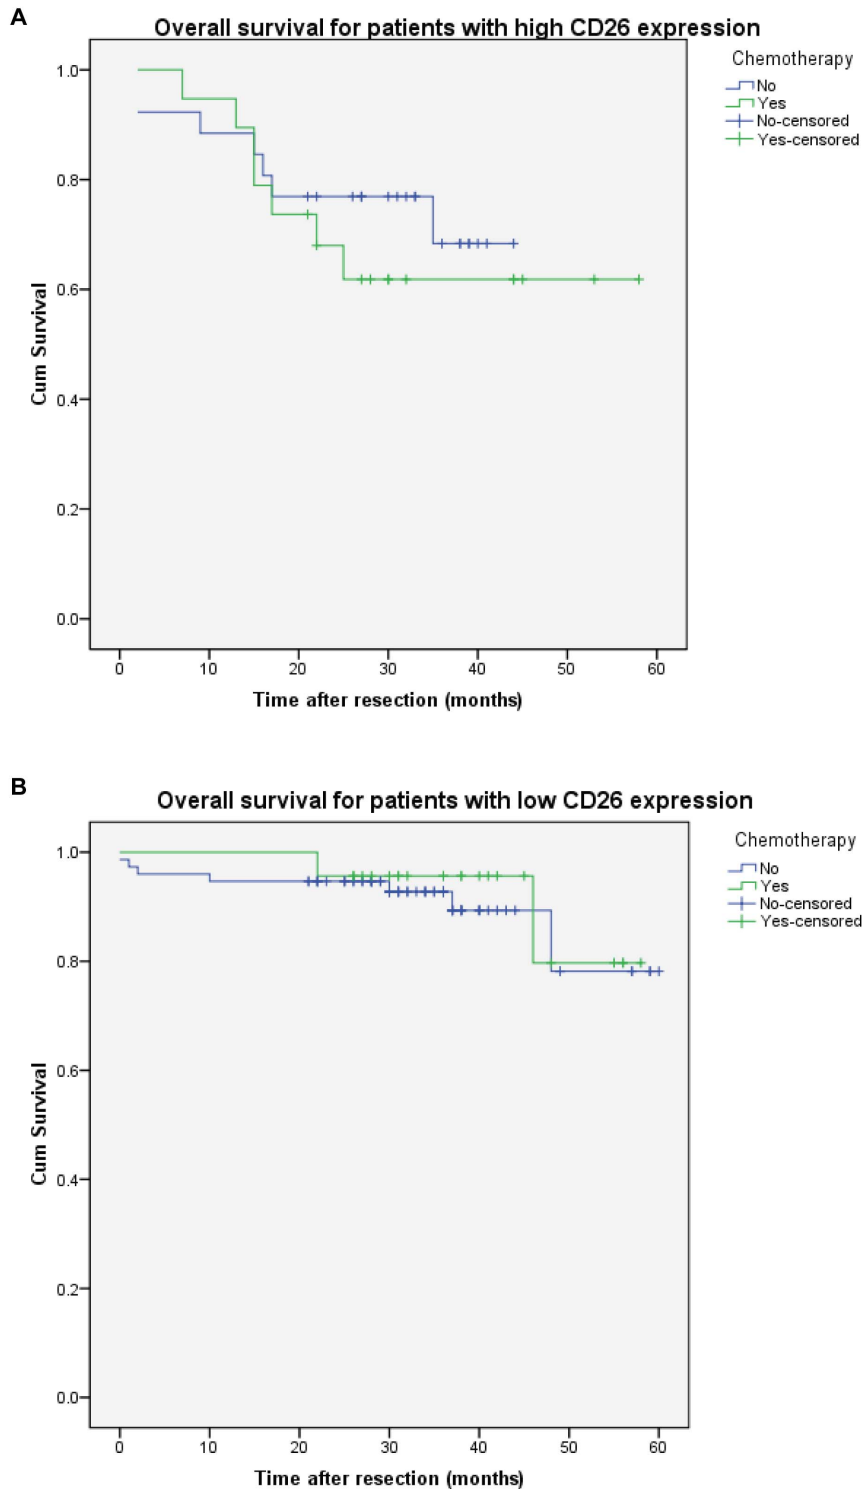 A
Overall survival for patients with high CD26 expression
Chemotherapy
No
Yes
No-censored
Yes-censored
1.0
0.8
0.6
0.4
0.2
0.0
Cum Survival
0 10 20 30 40 50 60
Time after resection (months)
B
Overall survival for patients with low CD26 expression
Chemotherapy
No
Yes
No-censored
Yes-censored
1.0
0.8
0.6
0.4
0.2
0.0
Cum Survival
0 10 20 30 40 50 60
Time after resection (months)